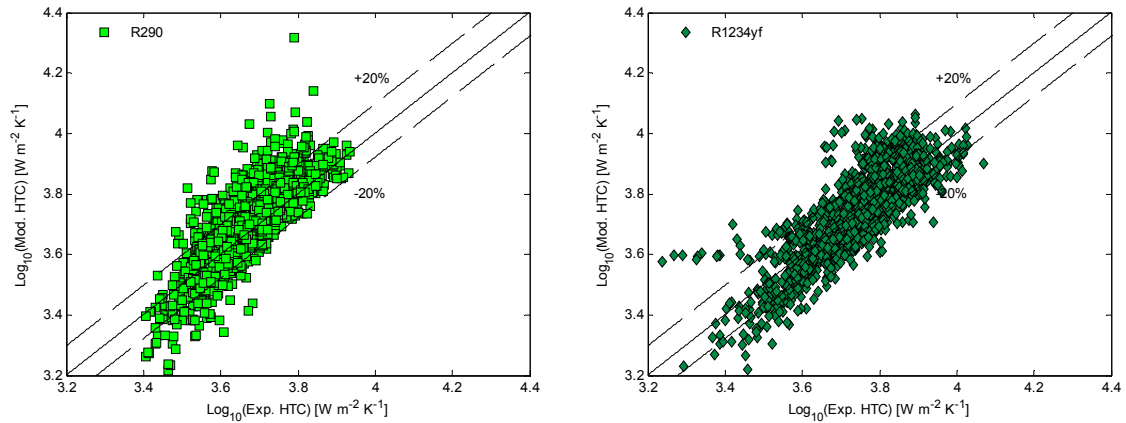 4.4
R290
4.2
+20%
4
3.8
-20%
3.6
3.4
3.2
3.2 3.4 3.6 3.8 4 4.2 4.4
Log10(Exp. HTC) [W m-2 K-1]
Log10(Mod. HTC) [W m-2 K-1]
4.4
R1234yf
4.2
+20%
4
3.8
-20%
3.6
3.4
3.2
3.2 3.4 3.6 3.8 4 4.2 4.4
Log10(Exp. HTC) [W m-2 K-1]
Log10(Mod. HTC) [W m-2 K-1]